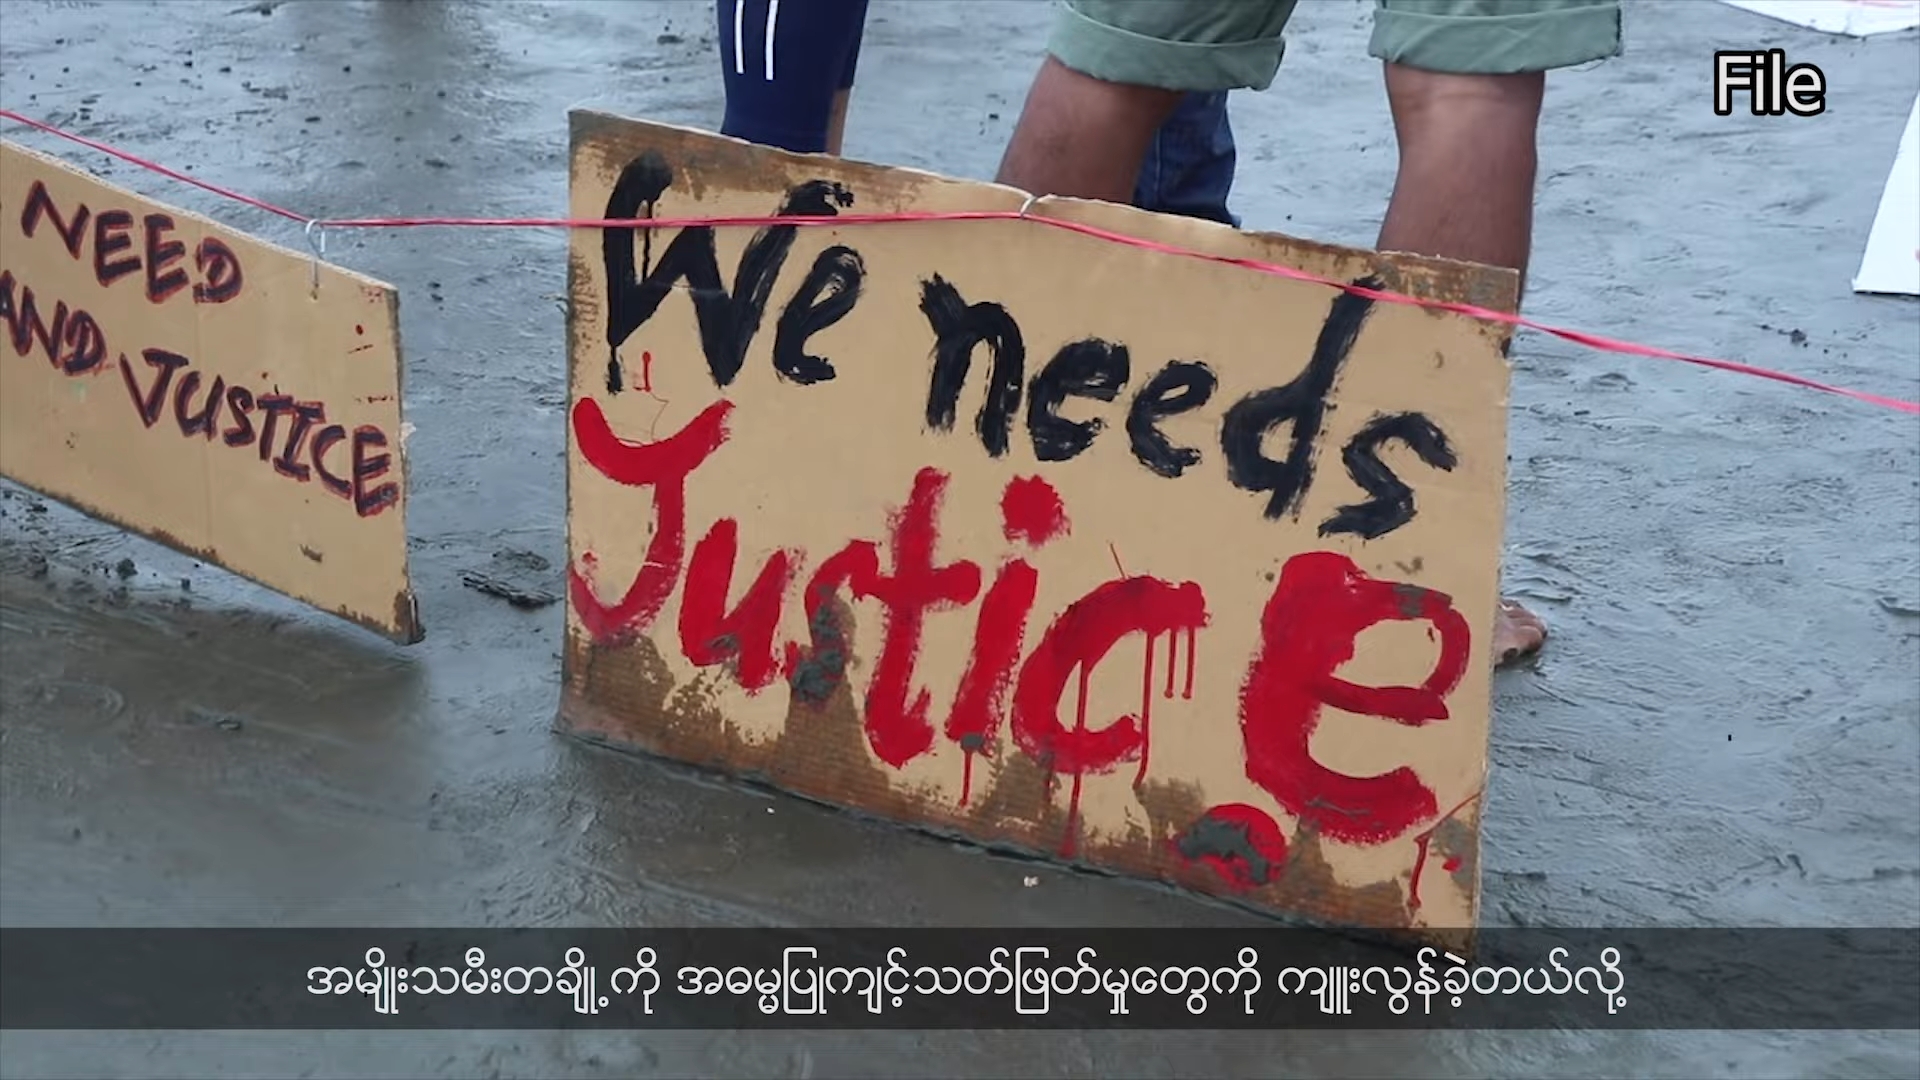 File
NEED
AND JUSTICE
We needs
Justice
အမျိုးသမီးတချို့ကို အဓမ္မပြုကျင့်သတ်ဖြတ်မှုတွေကို ကျူးလွန်ခဲ့တယ်လို့